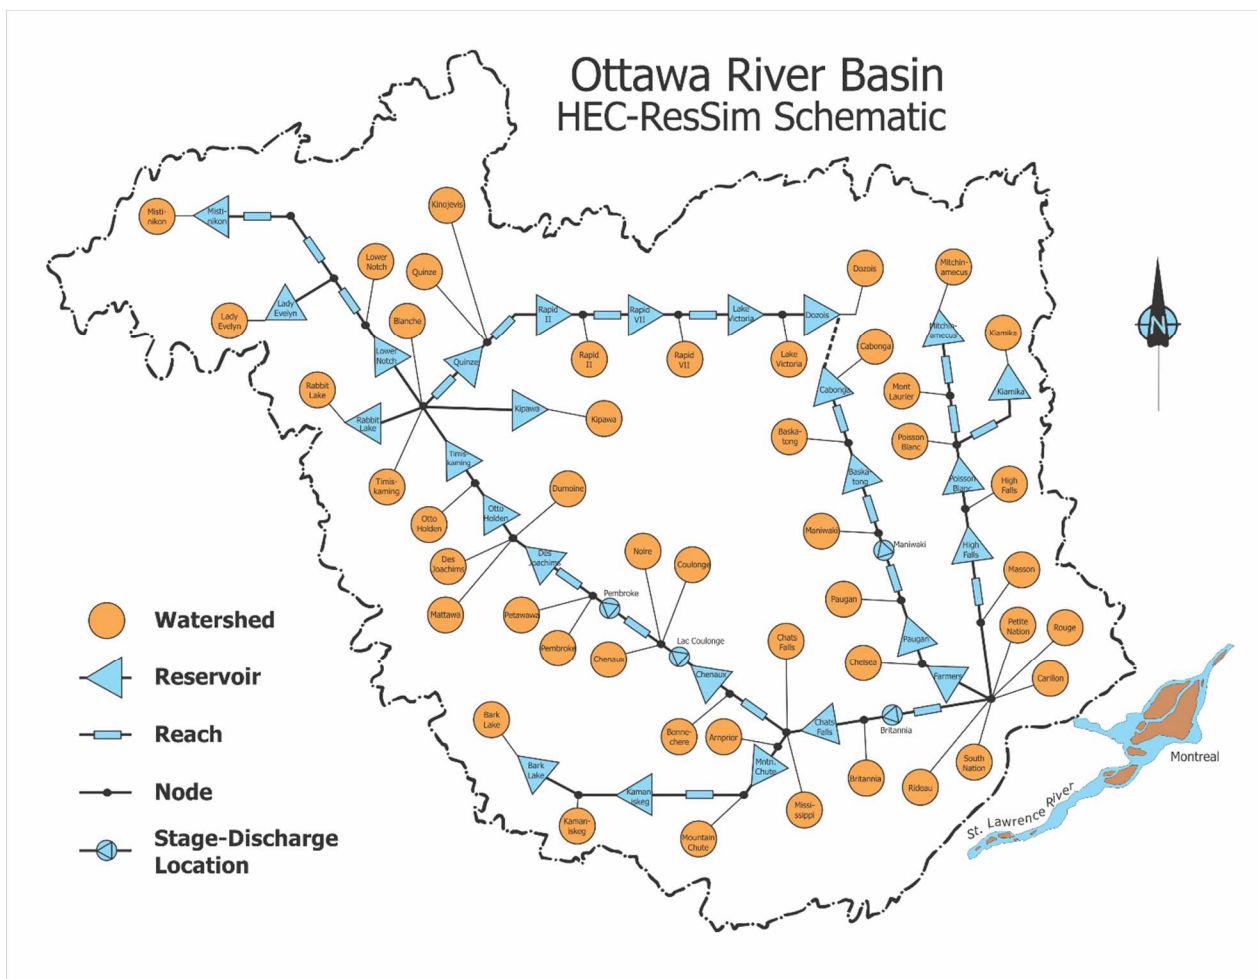 Ottawa River Basin
HEC-ResSim Schematic
Kinojevis
Misti-
nikon
Misti-
nikon
Lower
Notch
Quinze
Dozois
Mitchin-
amecus
Lady
Evelyn
Lady
Evelyn
Blanche
Rapid
II
Rapid
VII
Lake
Victoria
Dozois
Mitchin-
amecus
Kiamika
N
Lower
Notch
Quinze
Rapid
II
Rapid
VII
Lake
Victoria
Cabonga
Cabonga
Mont
Laurier
Kiamika
Rabbit
Lake
Rabbit
Lake
Kipawa
Kipawa
Baska-
tong
Poisson
Blanc
Timis-
kaming
Baska-
tong
Poisson
Blanc
High
Falls
Timis-
kaming
Otto
Holden
Otto
Holden
Dumoine
Maniwaki
Maniwaki
High
Falls
Des
Joachims
Des
Joachims
Noire
Coulonge
Masson
Mattawa
Petawawa
Pembroke
Pembroke
Paugan
Paugan
Petite
Nation
Rouge
Chenaux
Lac Coulonge
Chats
Falls
Chelsea
Farmers
Carillon
Chenaux
Bark
Lake
Bonne-
chere
Arnprior
Chats
Falls
Britannia
Bark
Lake
Kaman-
iskeg
Mntn.
Chute
Britannia
Rideau
South
Nation
Kaman-
iskeg
Mountain
Chute
Missi-
ssippi
Montreal
St. Lawrence River
Watershed
Reservoir
Reach
Node
Stage-Discharge
Location